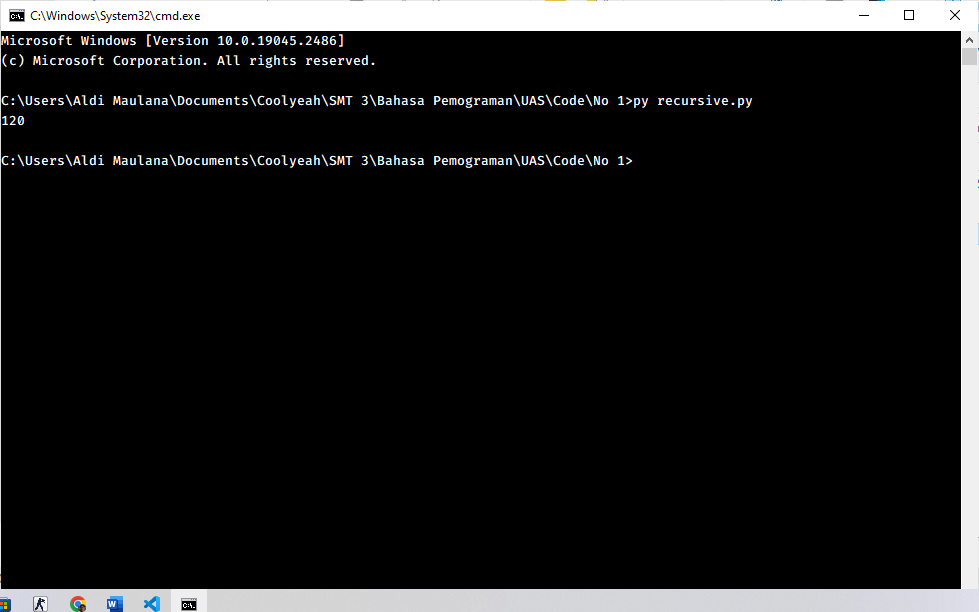 C:\Windows\System32\cmd.exe
Microsoft Windows [Version 10.0.19045.2486]
(c) Microsoft Corporation. All rights reserved.
C:\Users\Aldi Maulana\Documents\Coolyeah\SMT 3\Bahasa Pemograman\UAS\Code\No 1>py recursive.py
120
C:\Users\Aldi Maulana\Documents\Coolyeah\SMT 3\Bahasa Pemograman\UAS\Code\No 1>